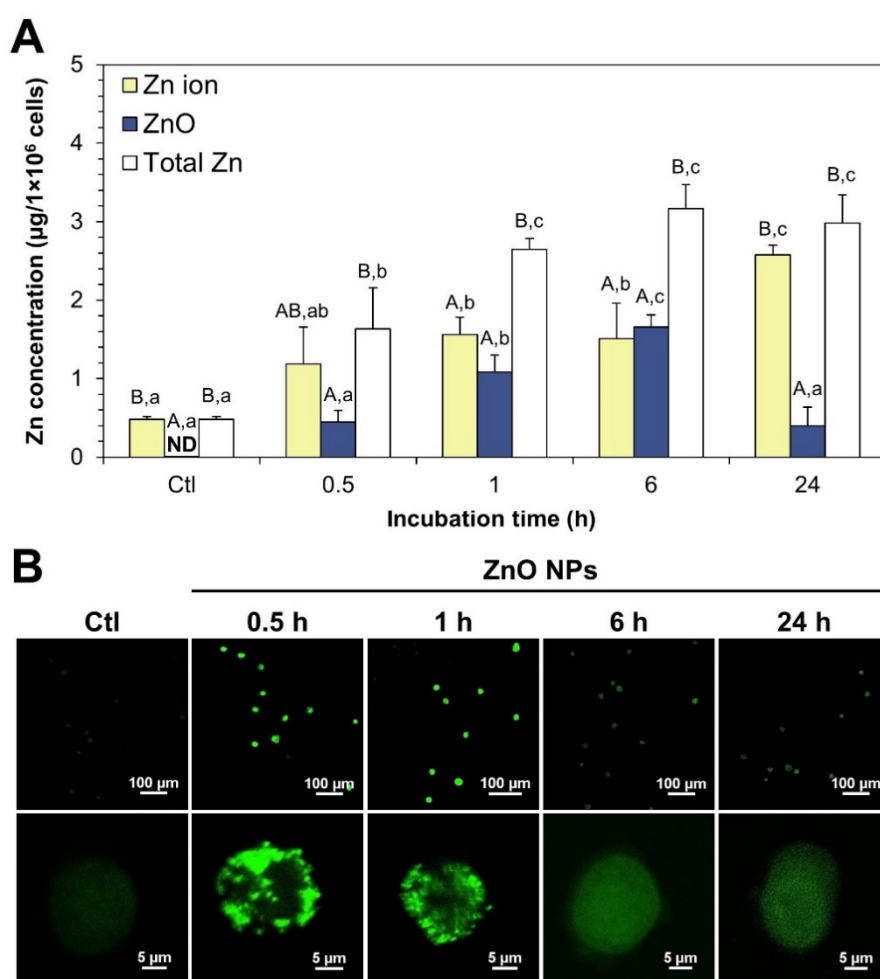 A
Zn concentration (µg/1×10⁶ cells)
5
4
3
2
1
0
Zn ion
ZnO
Total Zn
B,a
A,a
ND
B,a
AB,ab
A,a
B,b
A,b
A,b
B,c
A,b
A,c
B,c
B,c
A,a
B,c
Ctl 0.5 1 6 24
Incubation time (h)
B
ZnO NPs
Ctl 0.5 h 1 h 6 h 24 h
100 µm 100 µm 100 µm 100 µm 100 µm
5 µm 5 µm 5 µm 5 µm 5 µm